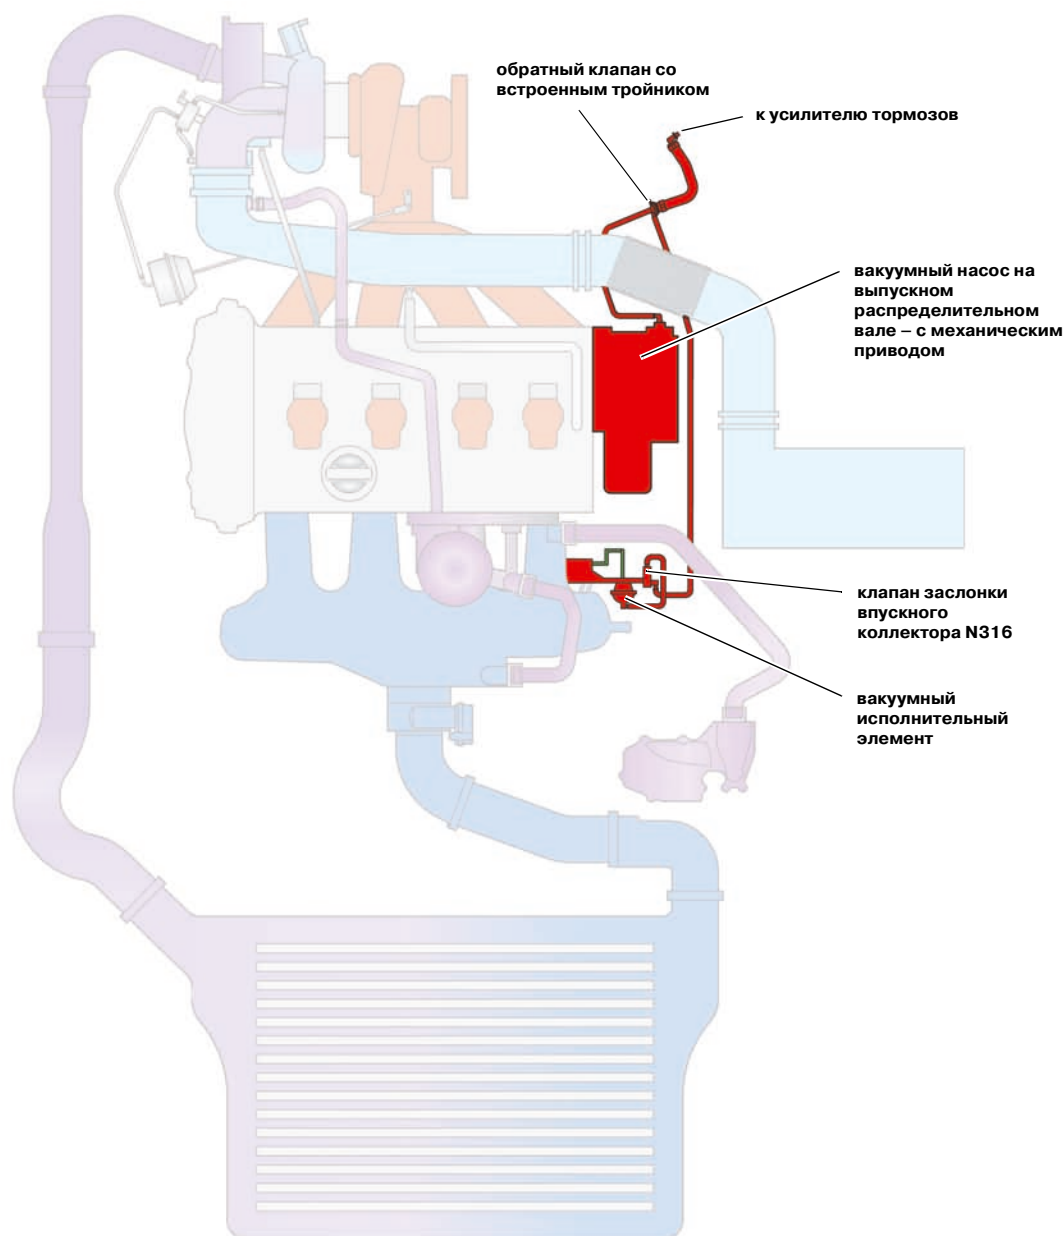 обратный клапан со
встроенным тройником
к усилителю тормозов
вакуумный насос на
выпускном
распределительном
вале – с механическим
приводом
клапан заслонки
впускного
коллектора N316
вакуумный
исполнительный
элемент